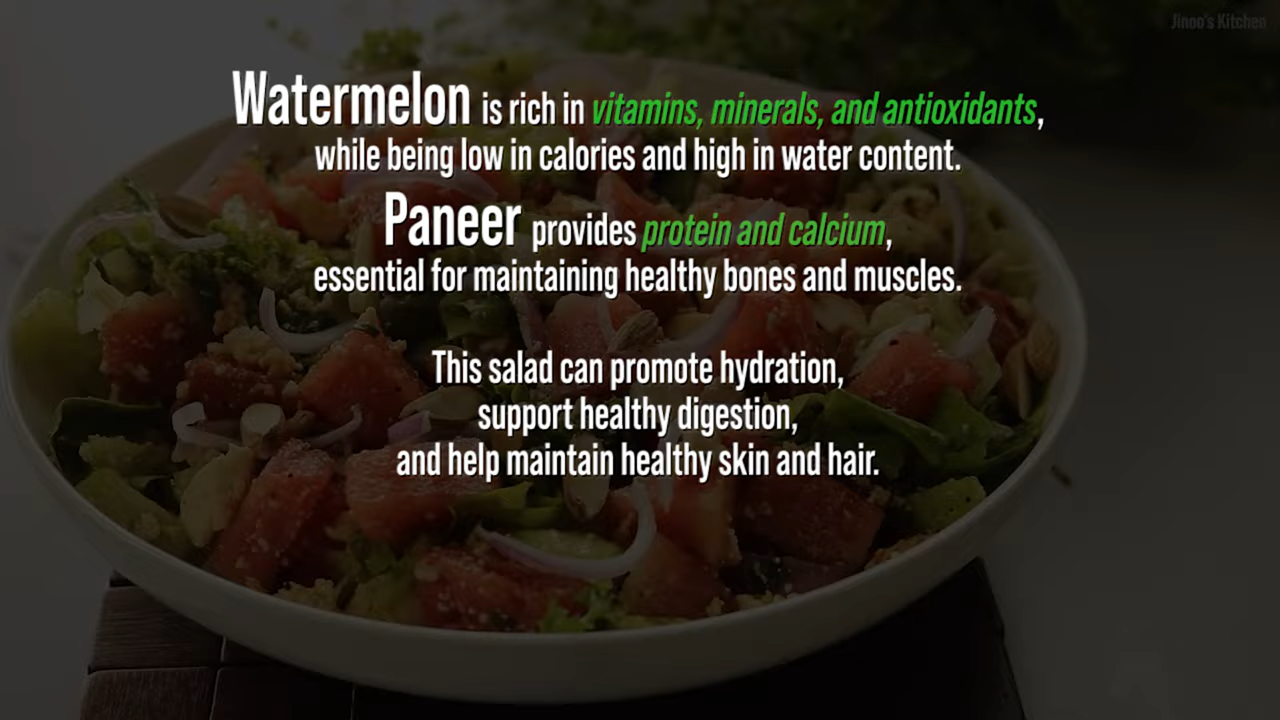 Jinoo's Kitchen
Watermelon is rich in vitamins, minerals, and antioxidants,
while being low in calories and high in water content.
Paneer provides protein and calcium,
essential for maintaining healthy bones and muscles.
This salad can promote hydration,
support healthy digestion,
and help maintain healthy skin and hair.